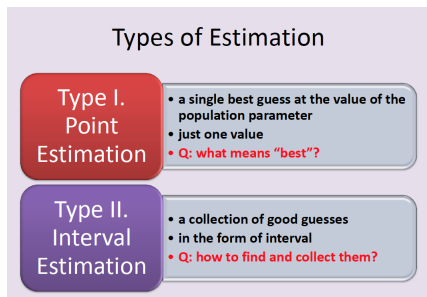 Types of Estimation
Type I.
Point
Estimation
• a single best guess at the value of the
population parameter
• just one value
• Q: what means “best”?
Type II.
Interval
Estimation
• a collection of good guesses
• in the form of interval
• Q: how to find and collect them?